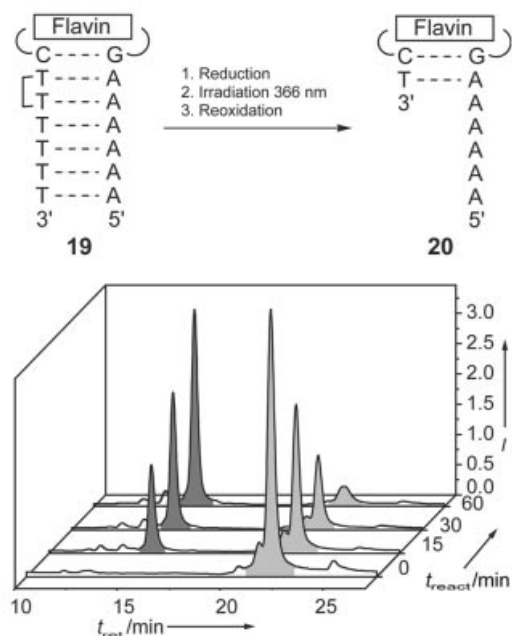 Flavin
C ---- G
T ---- A
T ---- A
T ---- A
T ---- A
T ---- A
T ---- A
3' 5'
19
1. Reduction
2. Irradiation 366 nm
3. Reoxidation
Flavin
C ---- G
T ---- A
3' A
A
A
A
A
5'
20
3.0
2.5
2.0
1.5
1.0
0.5
0.0
I
60
30
15
0
t react/min
10 15 20 25
t ret/min